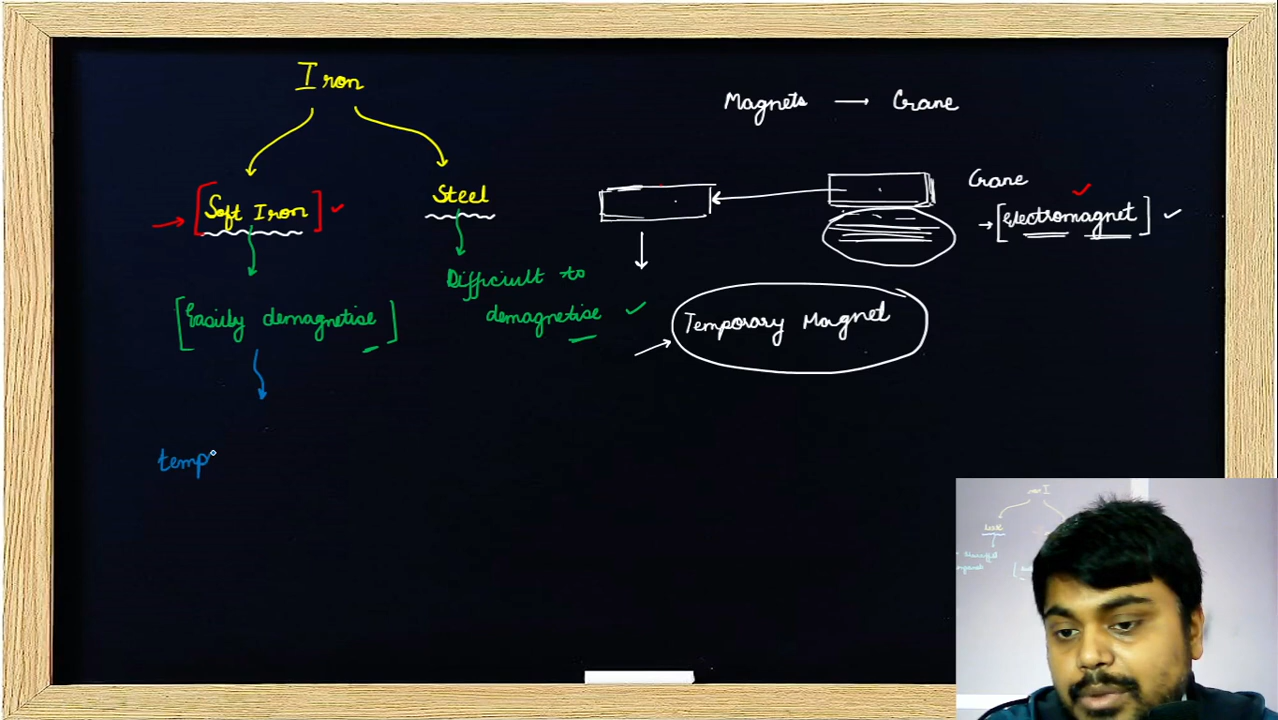 Iron
Magnets → Crane
Soft Iron
Steel
Crane
→ [Electromagnet]
[Easily demagnetise]
Difficult to
demagnetise
Temporary Magnet
temp